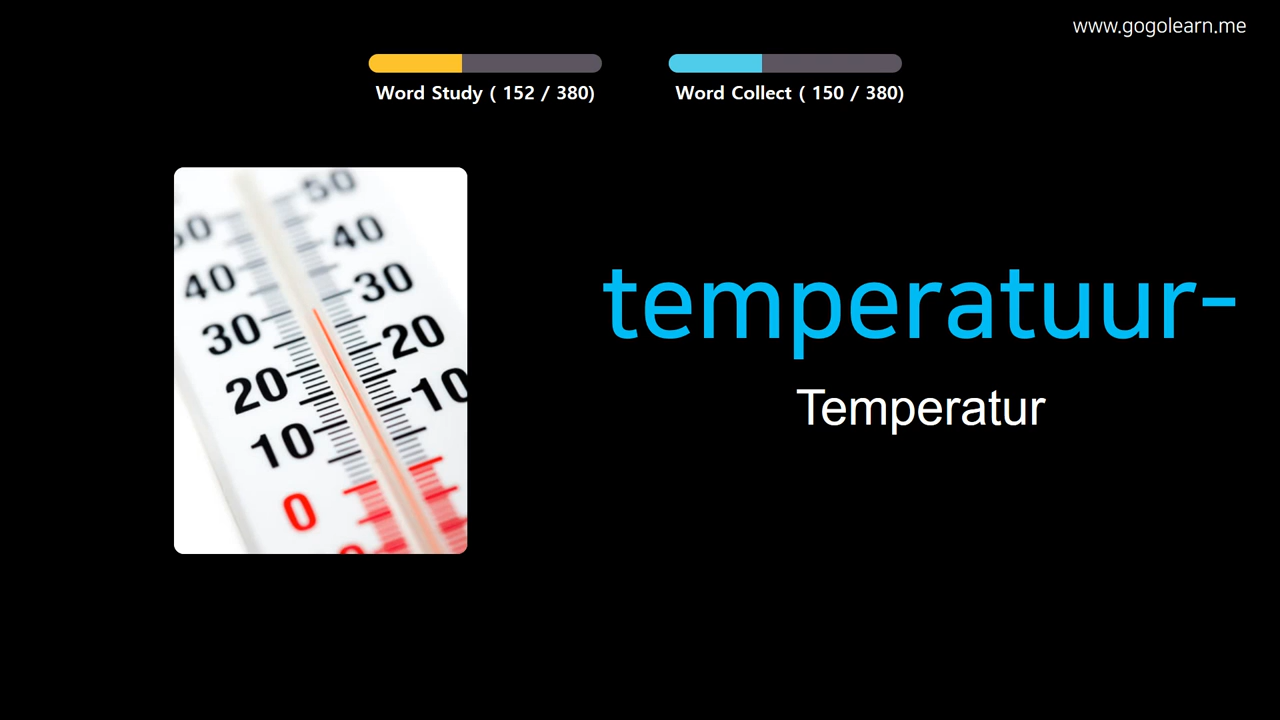 www.gogolearn.me
Word Study ( 152 / 380)
Word Collect ( 150 / 380)
50
50
40
40
30
30
20
20
10
10
0
temperatuur-
Temperatur